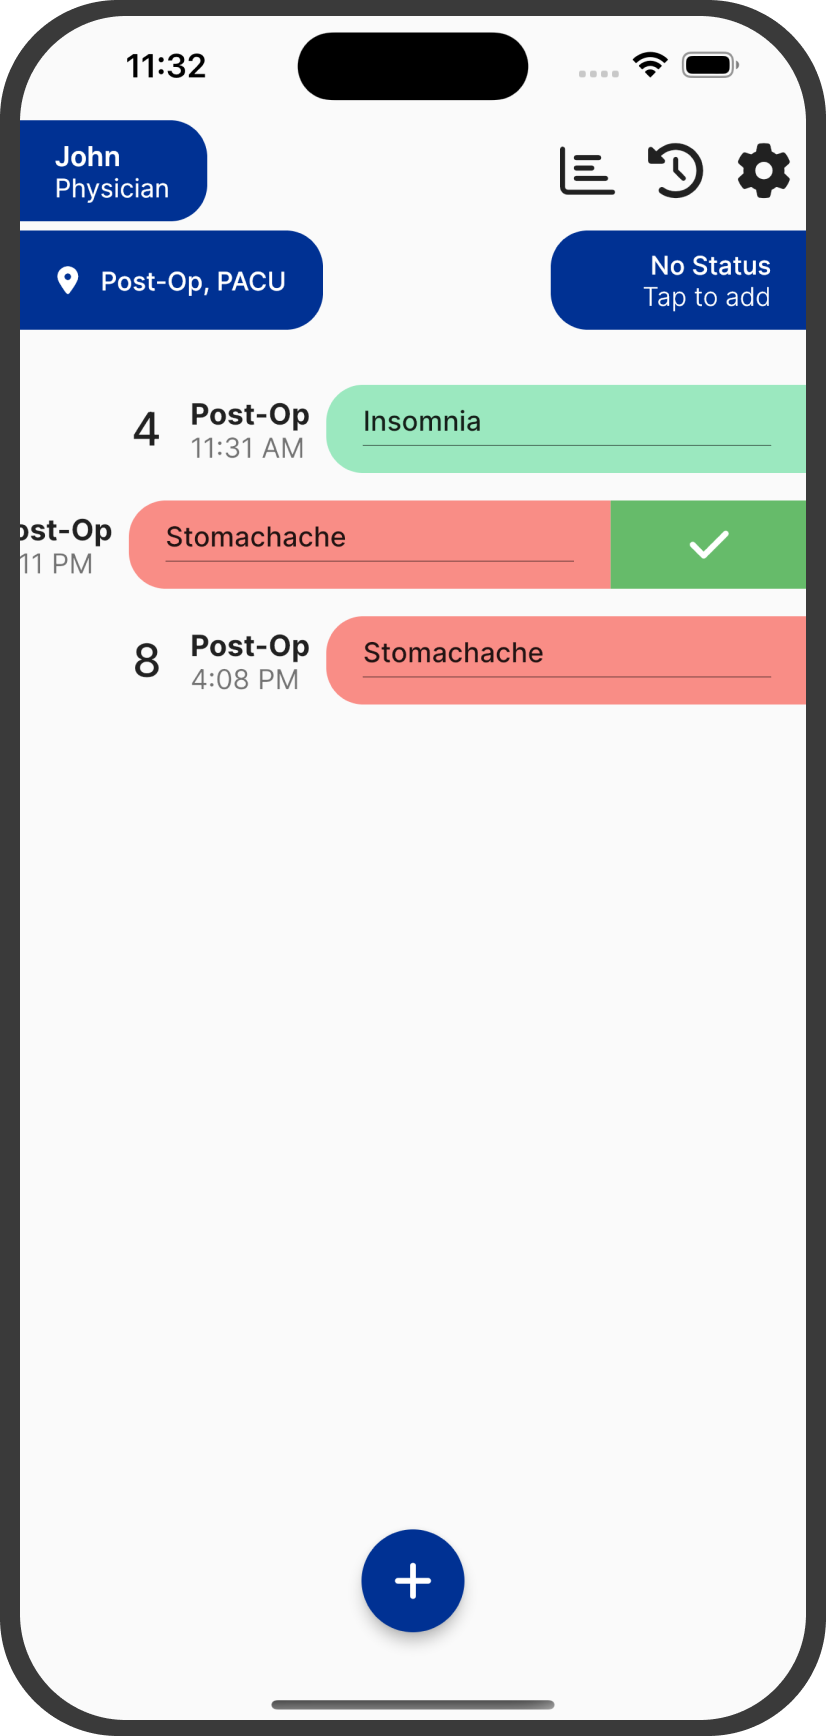 11:32
John
Physician
Post-Op, PACU
No Status
Tap to add
4 Post-Op Insomnia
11:31 AM
ost-Op Stomachache
11 PM
8 Post-Op Stomachache
4:08 PM